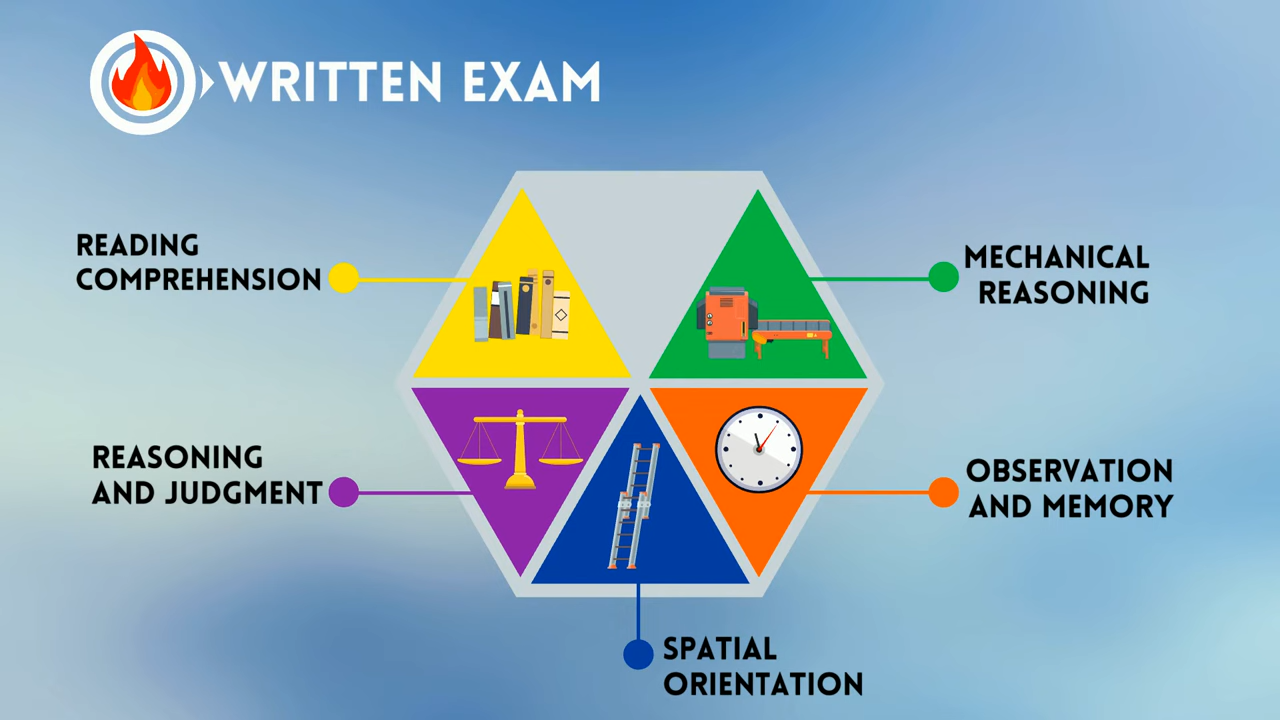 WRITTEN EXAM
READING
COMPREHENSION
MECHANICAL
REASONING
REASONING
AND JUDGMENT
OBSERVATION
AND MEMORY
SPATIAL
ORIENTATION